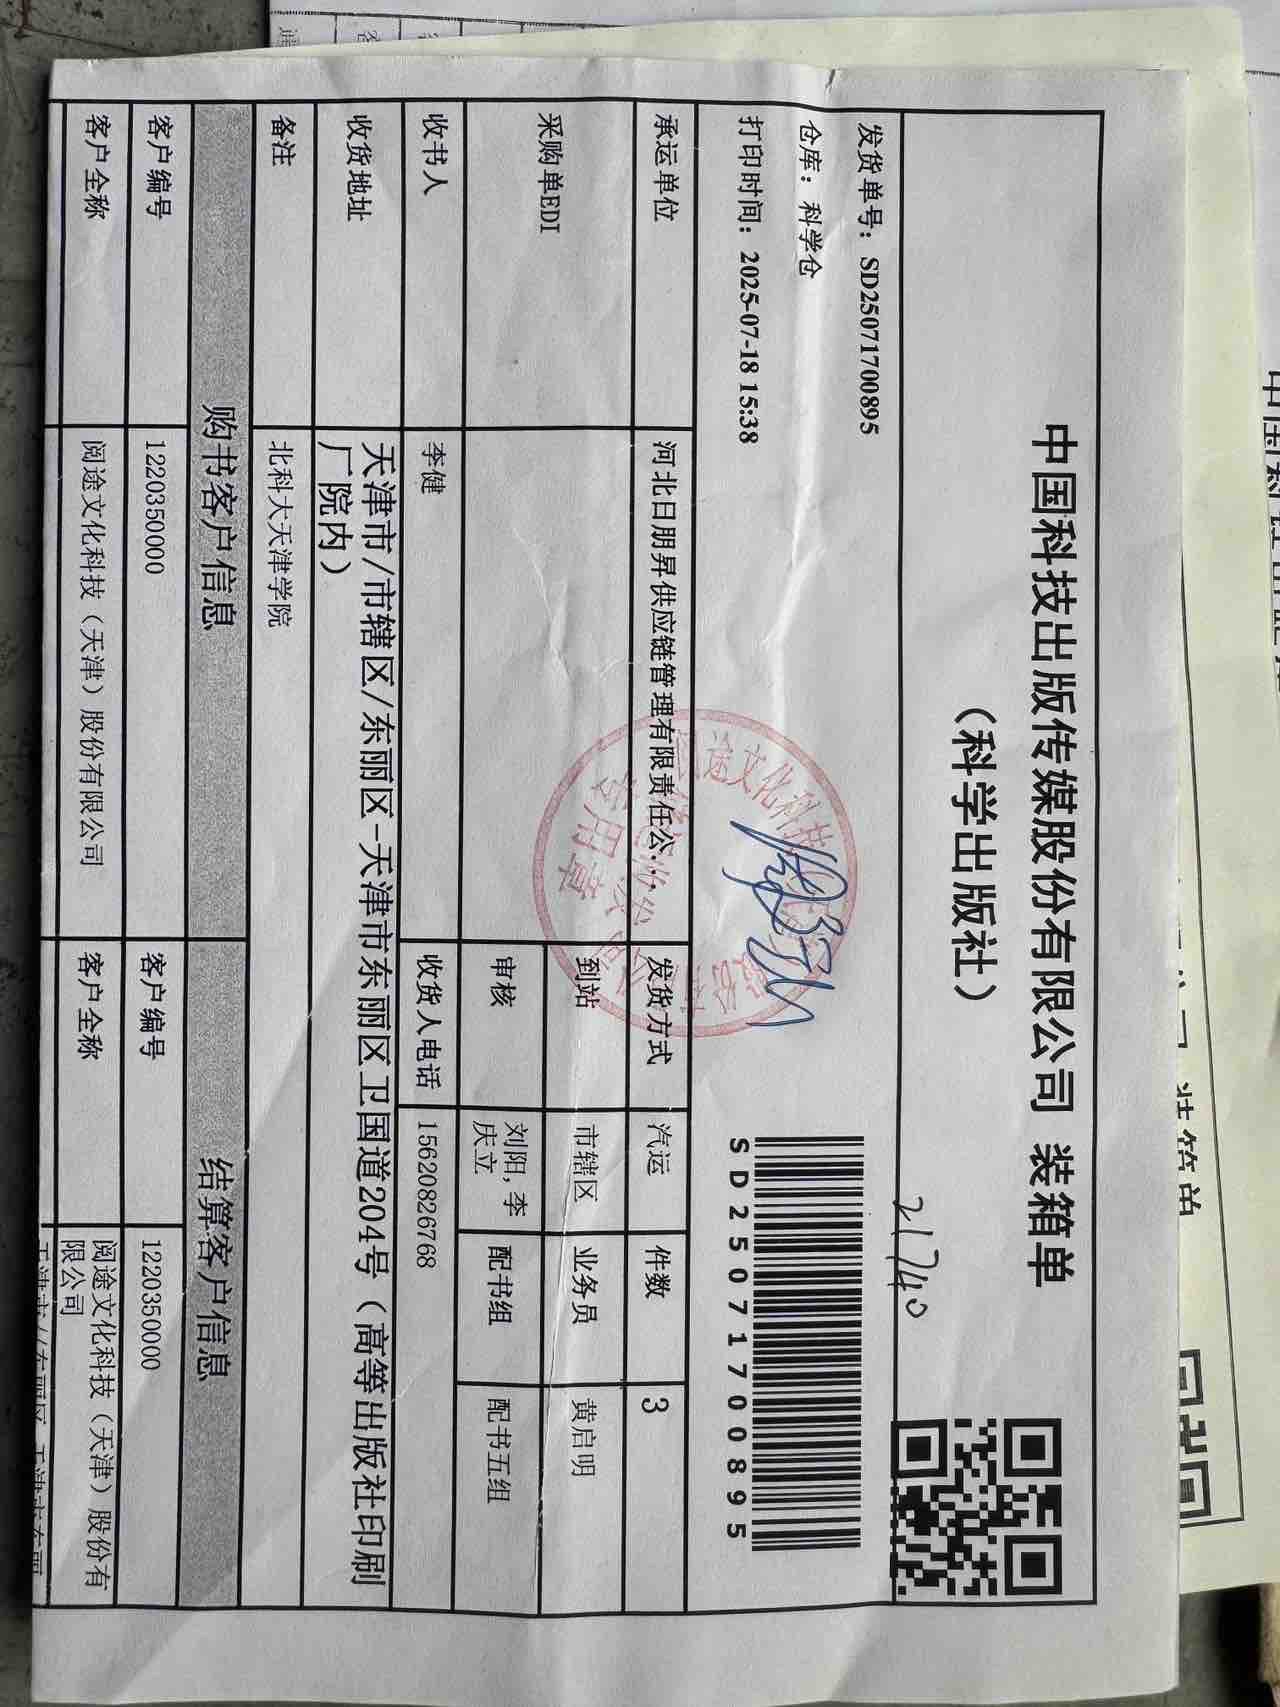 中国科技出版传媒股份有限公司 装箱单
（科学出版社）
21740
发货单号：SD25071700895
仓库：科学仓
打印时间：2025-07-18 15:38
SD25071700895
承运单位 河北日朋昇供应链管理有限责任公. 发货方式 汽运 件数 3
采购单EDI 到站 市辖区 业务员 黄启明
审核 刘阳,李庆立 配书组 配书五组
收书人 李健 收货人电话 15620826768
收货地址 天津市/市辖区/东丽区-天津市东丽区卫国道204号（高等出版社印刷
厂院内）
备注 北科大天津学院
购书客户信息 结算客户信息
客户编号 1220350000 客户编号 1220350000
客户全称 阅途文化科技（天津）股份有限公司 客户全称 阅途文化科技（天津）股份有
限公司
途文化科技
专用章